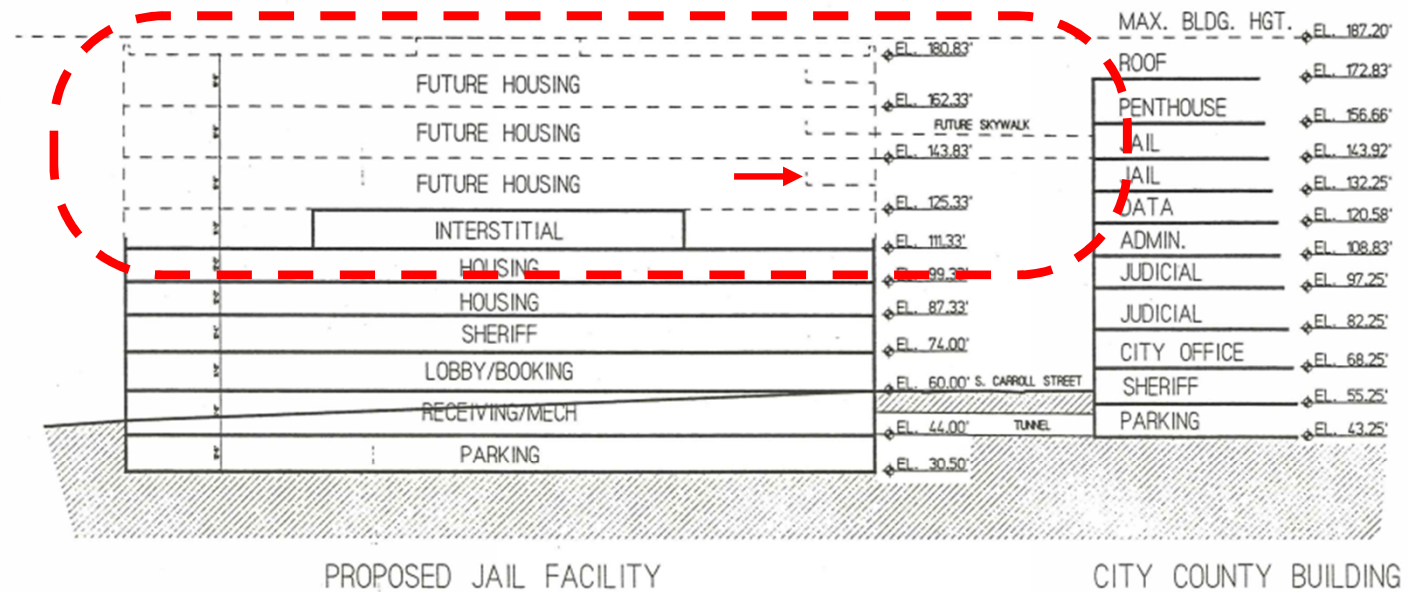 MAX. BLDG. HGT. EL. 187.20'
EL. 180.83'
ROOF EL. 172.83'
FUTURE HOUSING
EL. 162.33'
PENTHOUSE EL. 156.66'
FUTURE HOUSING
FUTURE SKYWALK
EL. 143.83'
JAIL EL. 143.92'
FUTURE HOUSING
JAIL EL. 132.25'
EL. 125.33'
DATA EL. 120.58'
INTERSTITIAL
EL. 111.33'
ADMIN. EL. 108.83'
HOUSING
EL. 99.33'
JUDICIAL EL. 97.25'
HOUSING
EL. 87.33'
JUDICIAL EL. 82.25'
SHERIFF
EL. 74.00'
CITY OFFICE EL. 68.25'
LOBBY/BOOKING
EL. 60.00' S. CARROLL STREET
SHERIFF EL. 55.25'
RECEIVING/MECH
EL. 44.00' TUNNEL
PARKING EL. 43.25'
PARKING
EL. 30.50'
PROPOSED JAIL FACILITY
CITY COUNTY BUILDING